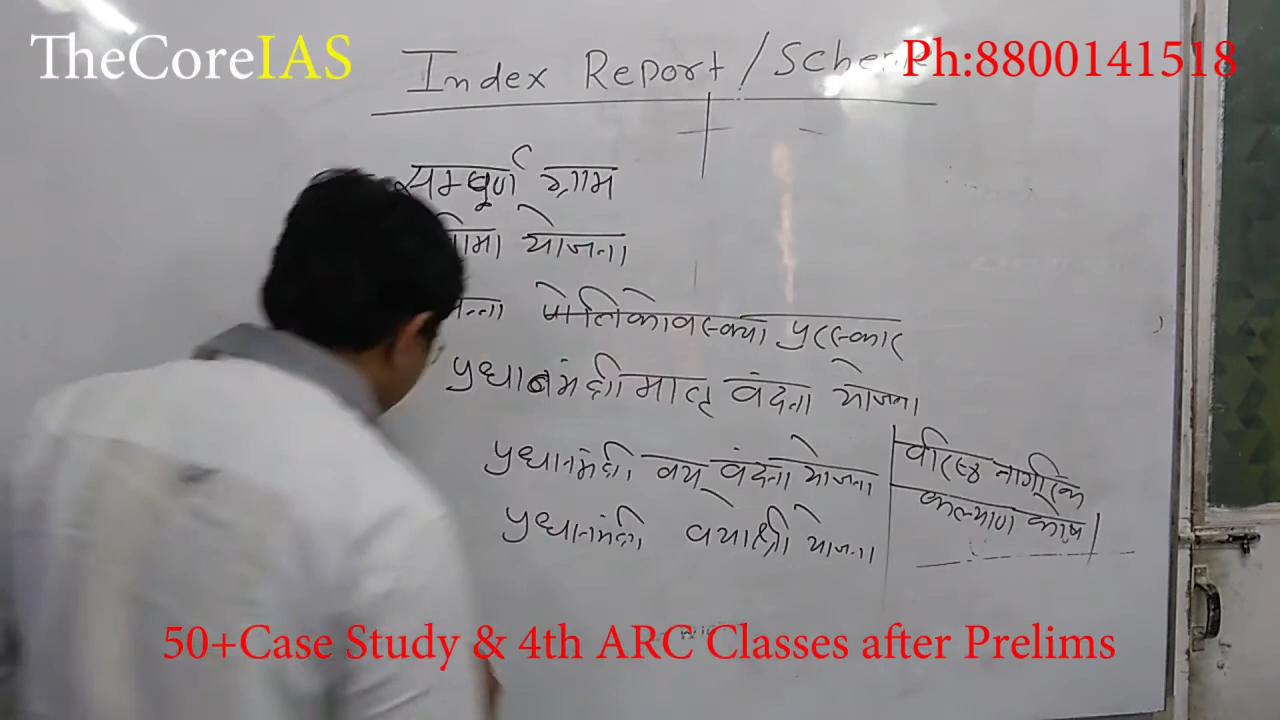 TheCoreIAS
Ph:8800141518
Index Report / Scheme
सम्पूर्ण ग्राम
योजना
पुरस्कार
प्रधानमंत्री मातृ वंदना योजना
प्रधानमंत्री वय वंदना योजना
प्रधानमंत्री वयोश्री योजना
वरिष्ठ नागरिक
कल्याण कोष
50+Case Study & 4th ARC Classes after Prelims